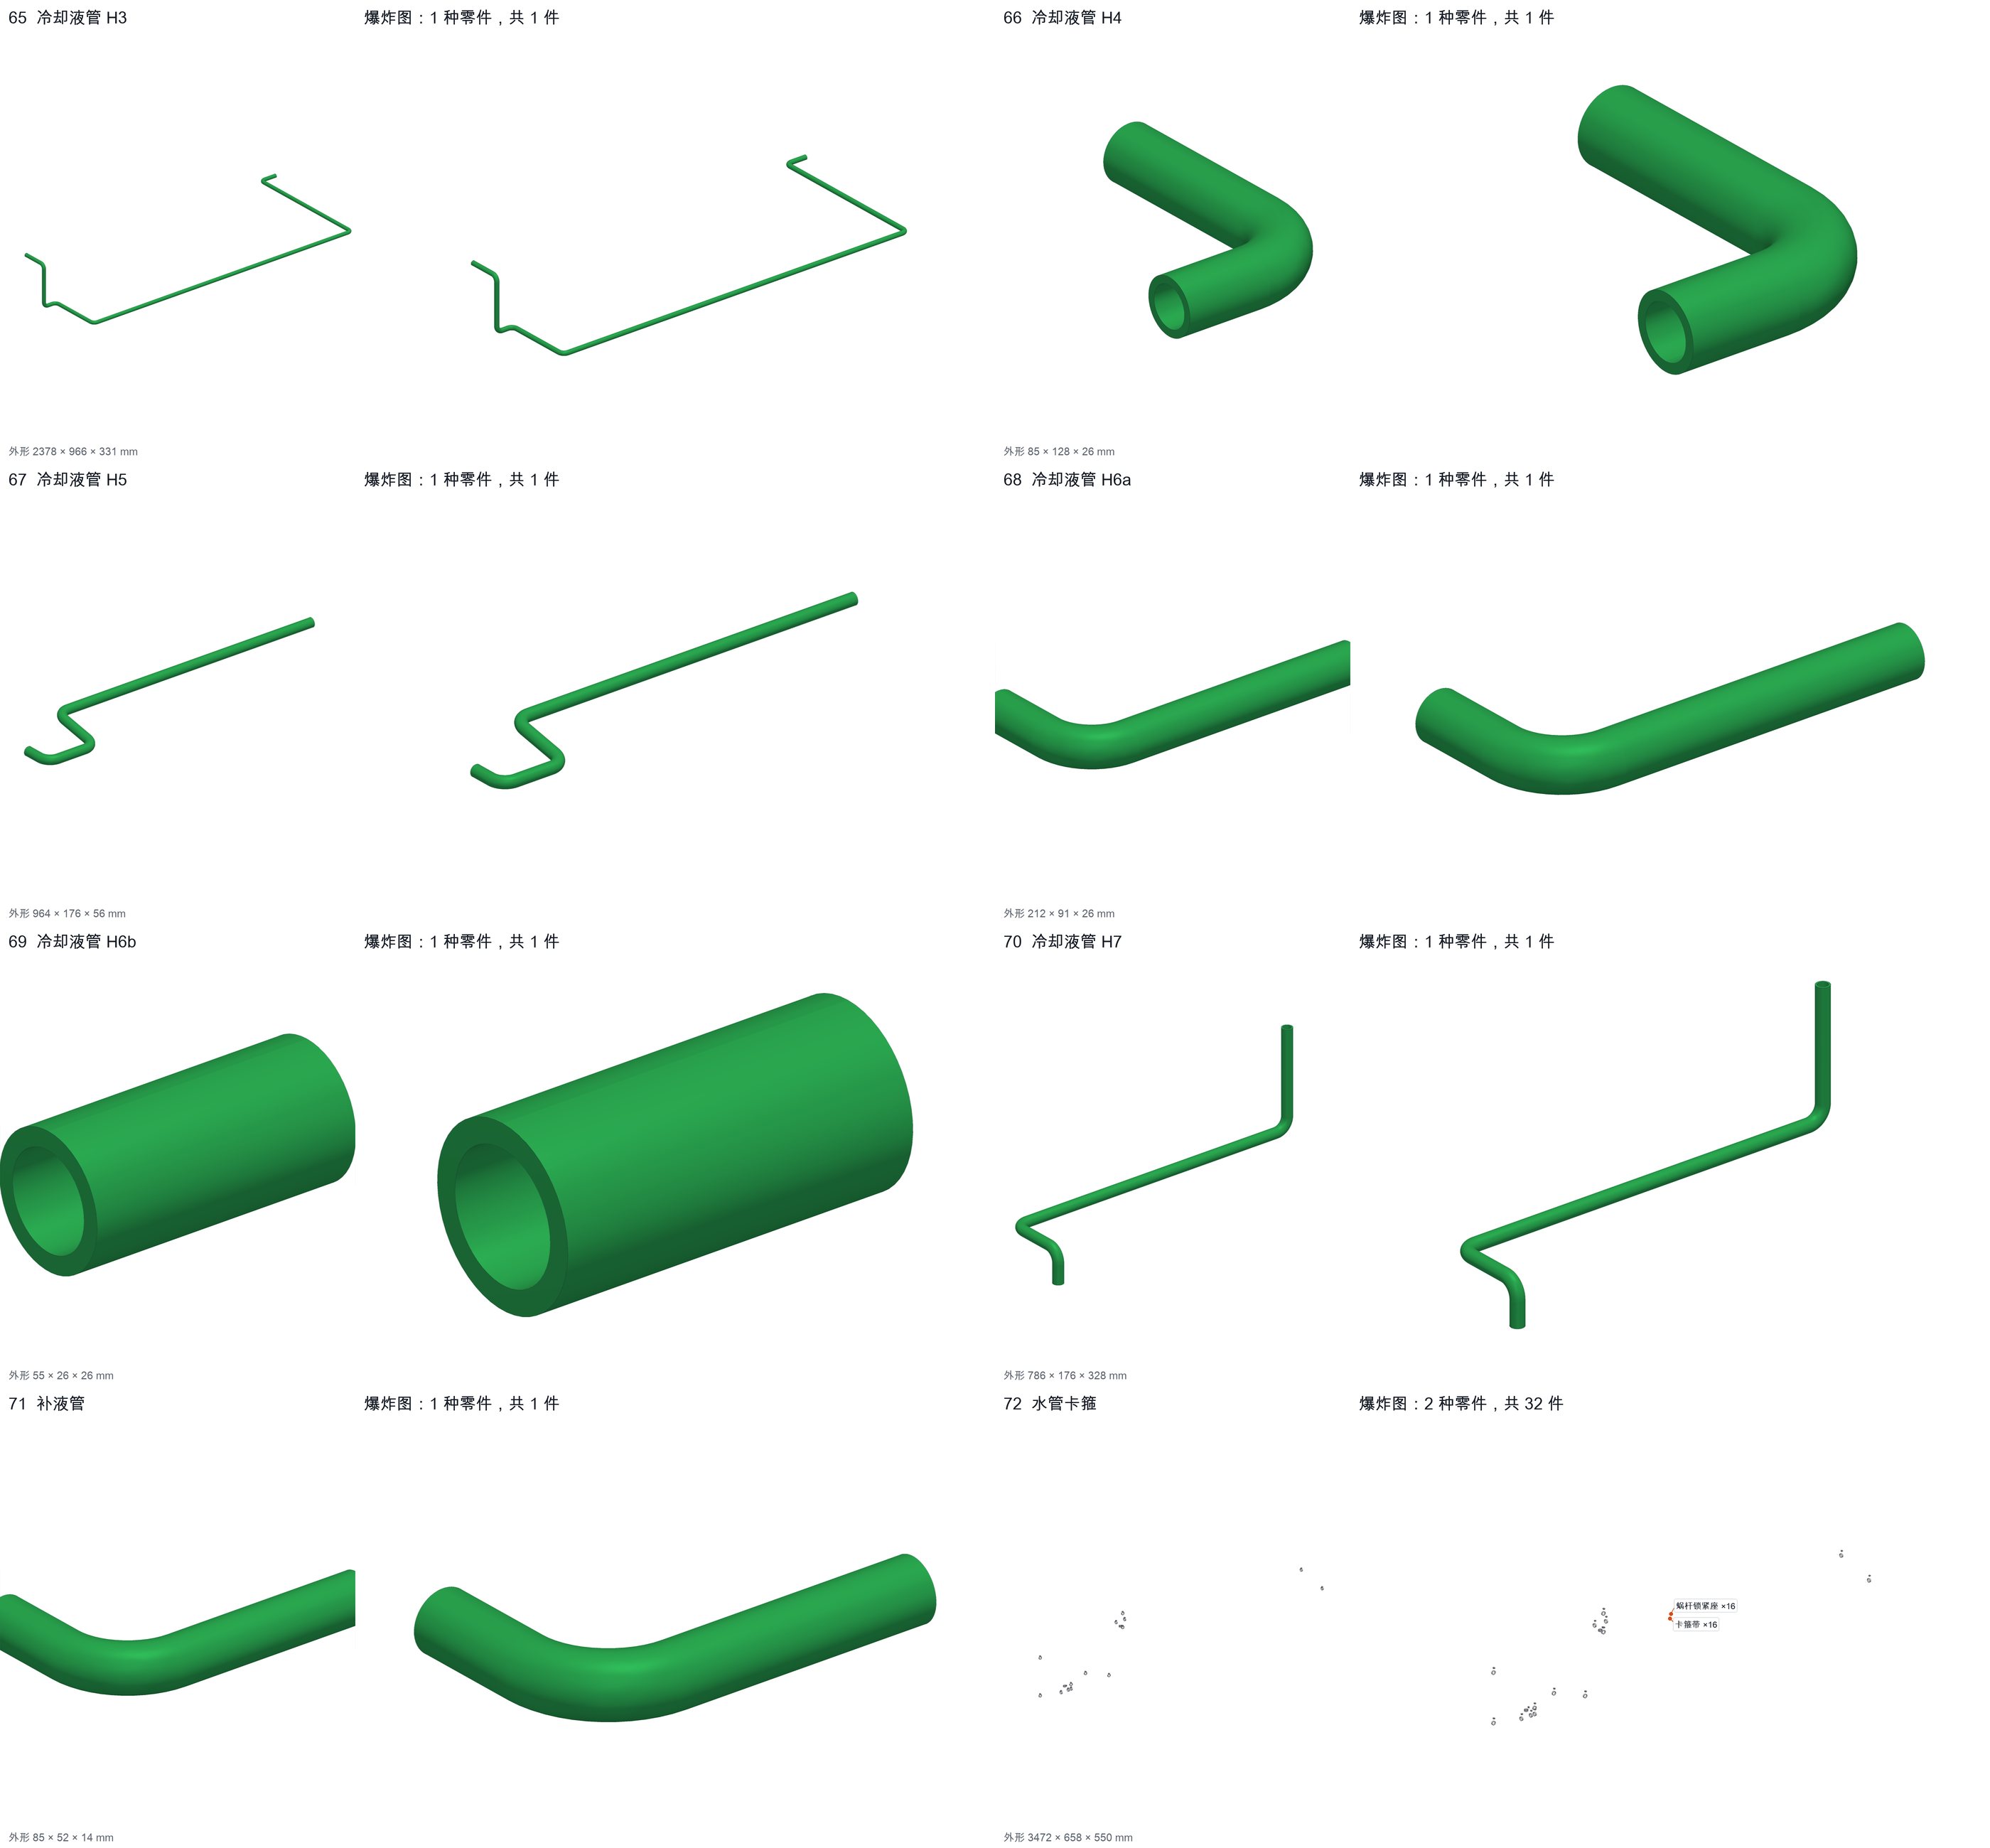 65 冷却液管 H3
爆炸图：1 种零件，共 1 件
66 冷却液管 H4
爆炸图：1 种零件，共 1 件
外形 2378 × 966 × 331 mm
外形 85 × 128 × 26 mm
67 冷却液管 H5
爆炸图：1 种零件，共 1 件
68 冷却液管 H6a
爆炸图：1 种零件，共 1 件
外形 964 × 176 × 56 mm
外形 212 × 91 × 26 mm
69 冷却液管 H6b
爆炸图：1 种零件，共 1 件
70 冷却液管 H7
爆炸图：1 种零件，共 1 件
外形 55 × 26 × 26 mm
外形 786 × 176 × 328 mm
71 补液管
爆炸图：1 种零件，共 1 件
72 水管卡箍
爆炸图：2 种零件，共 32 件
蜗杆锁紧座 ×16
卡箍带 ×16
外形 85 × 52 × 14 mm
外形 3472 × 658 × 550 mm